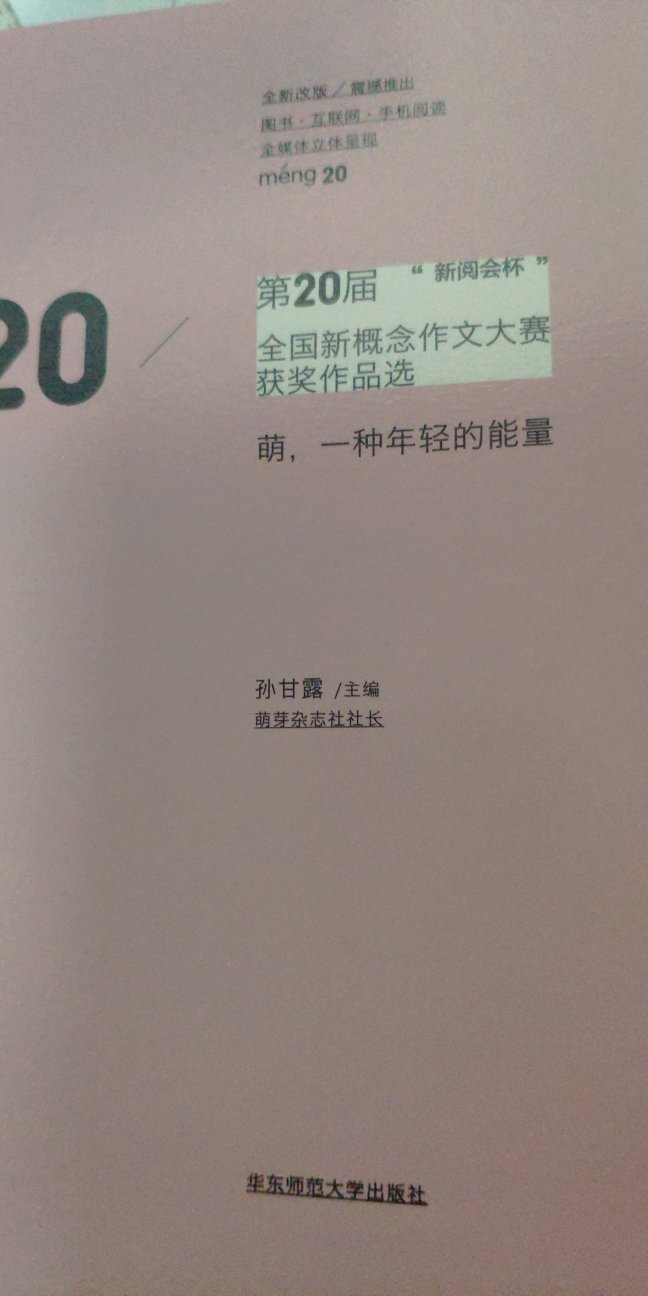 全新改版／震撼推出
图书·互联网·手机阅读
全媒体立体呈现
méng 20
20 ／
第20届 “新阅会杯”
全国新概念作文大赛
获奖作品选
萌，一种年轻的能量
孙甘露 /主编
萌芽杂志社社长
华东师范大学出版社